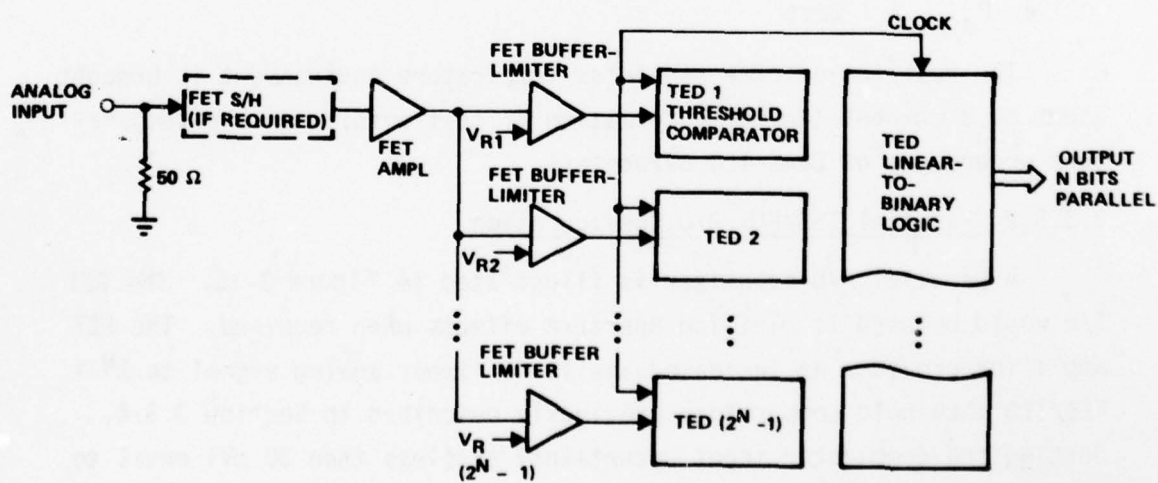 CLOCK
FET BUFFER-
LIMITER
ANALOG
INPUT
FET S/H
(IF REQUIRED)
FET
AMPL
V_R1
TED 1
THRESHOLD
COMPARATOR
50 Ω
TED
LINEAR-
TO-
BINARY
LOGIC
OUTPUT
N BITS
PARALLEL
FET BUFFER-
LIMITER
V_R2
TED 2
FET BUFFER
LIMITER
V_R
(2^N - 1)
TED (2^N -1)